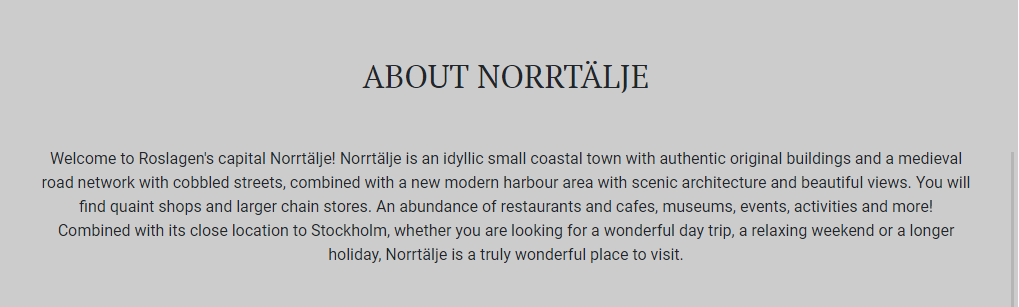 ABOUT NORRTÄLJE
Welcome to Roslagen's capital Norrtälje! Norrtälje is an idyllic small coastal town with authentic original buildings and a medieval
road network with cobbled streets, combined with a new modern harbour area with scenic architecture and beautiful views. You will
find quaint shops and larger chain stores. An abundance of restaurants and cafes, museums, events, activities and more!
Combined with its close location to Stockholm, whether you are looking for a wonderful day trip, a relaxing weekend or a longer
holiday, Norrtälje is a truly wonderful place to visit.